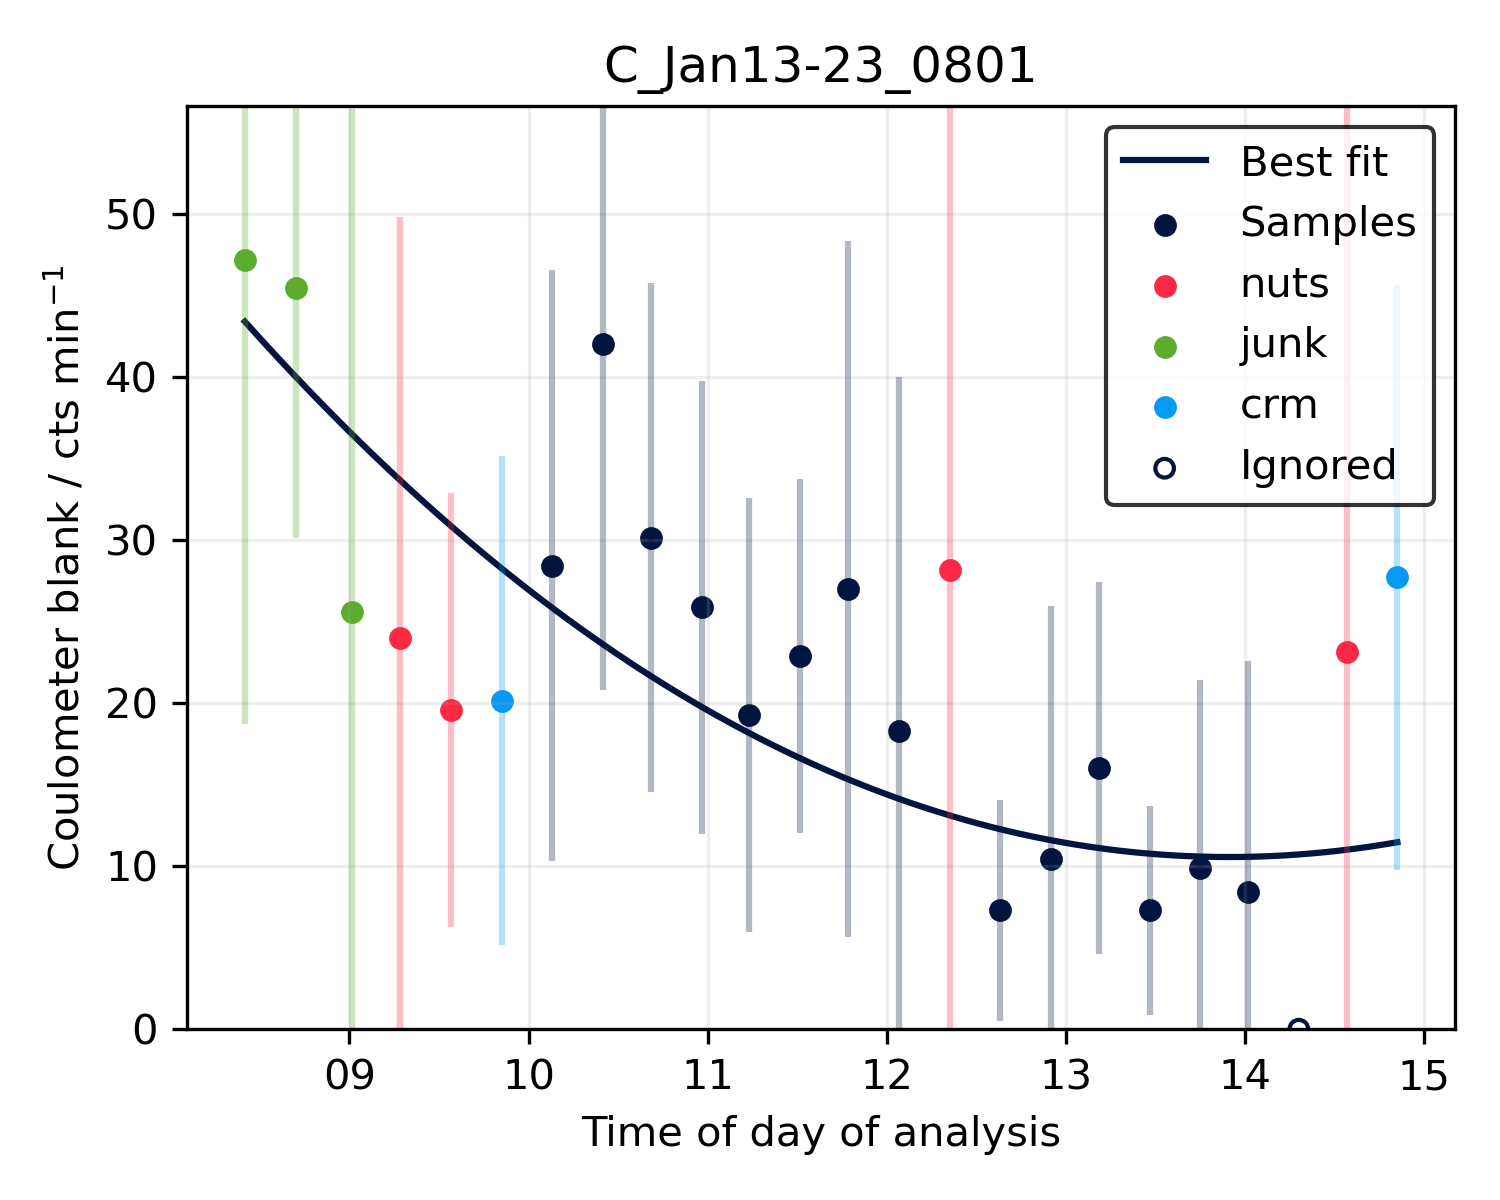 C_Jan13-23_0801
Coulometer blank / cts min⁻¹
50
40
30
20
10
0
Best fit
Samples
nuts
junk
crm
Ignored
09 10 11 12 13 14 15
Time of day of analysis